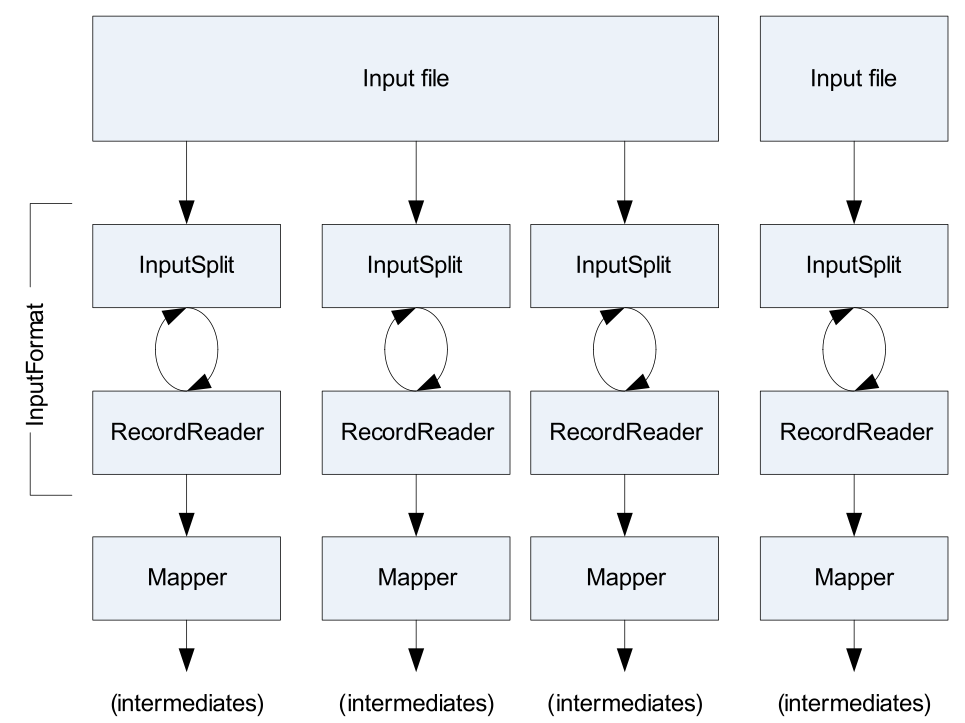 Input file
Input file
InputSplit
InputSplit
InputSplit
InputSplit
InputFormat
RecordReader
RecordReader
RecordReader
RecordReader
Mapper
Mapper
Mapper
Mapper
(intermediates)
(intermediates)
(intermediates)
(intermediates)